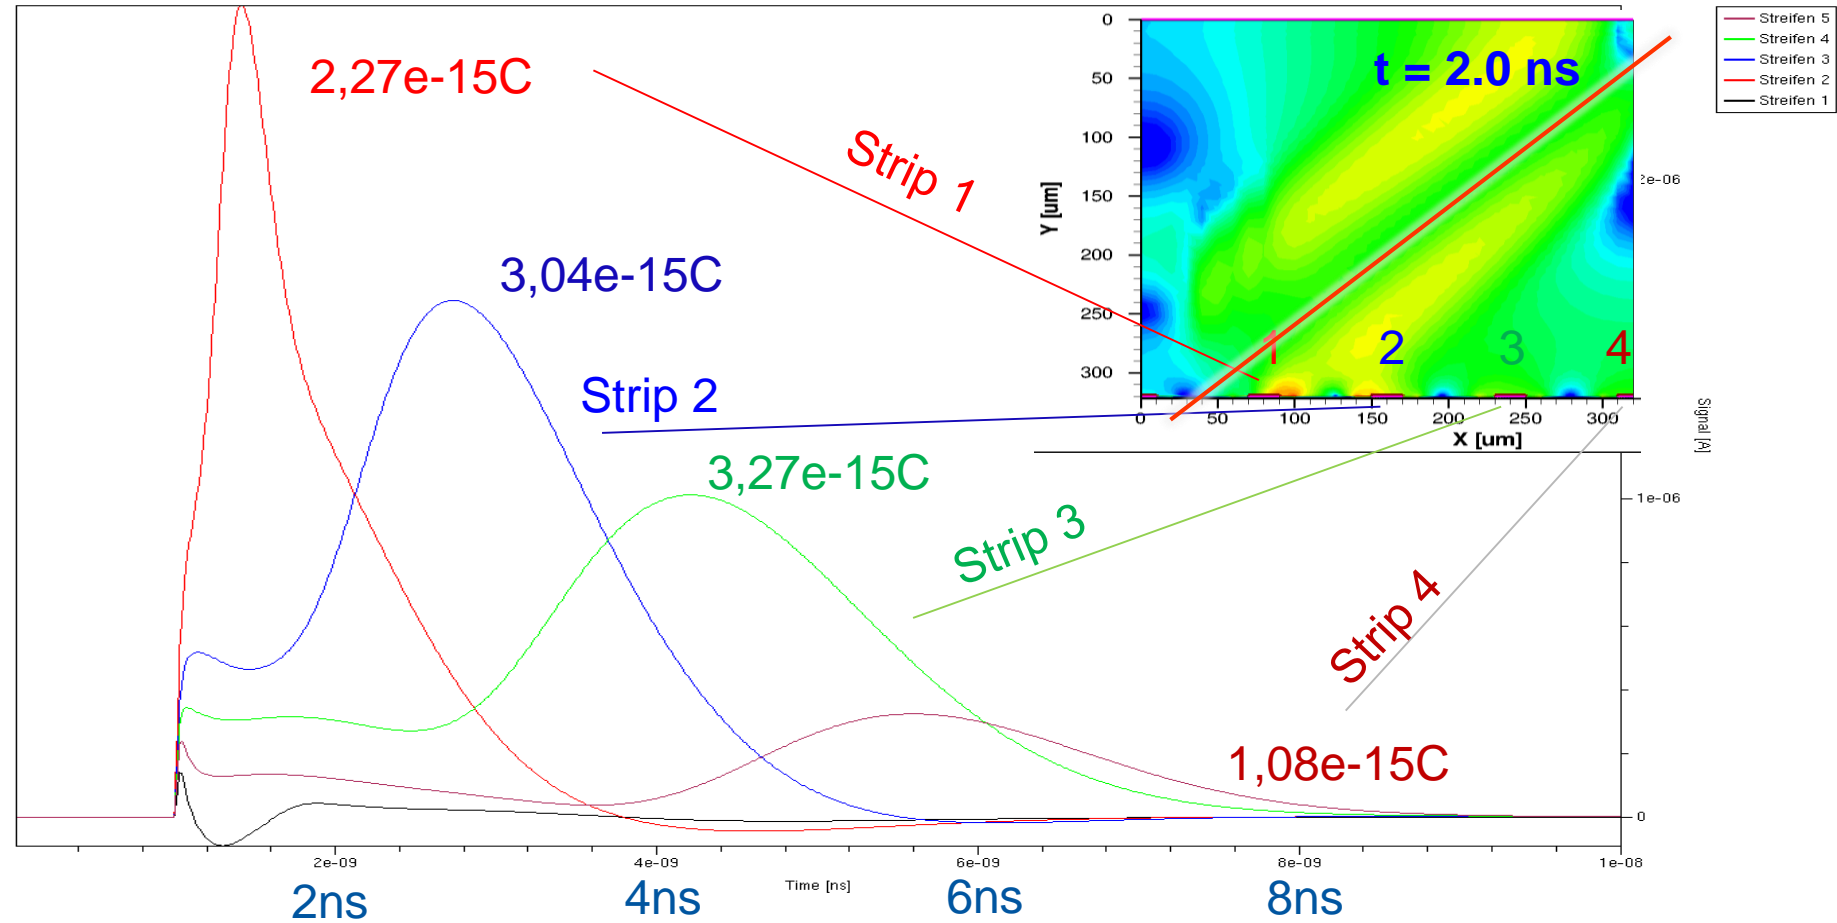 2,27e-15C
Strip 1
3,04e-15C
Strip 2
3,27e-15C
Strip 3
Strip 4
1,08e-15C
t = 2.0 ns
0
50
100
150
200
250
300
Y [um]
1
2
3
4
0
50
100
150
200
250
300
X [um]
Streifen 5
Streifen 4
Streifen 3
Streifen 2
Streifen 1
2e-06
1e-06
0
Signal [A]
2e-09
4e-09
6e-09
8e-09
1e-08
Time [ns]
2ns
4ns
6ns
8ns